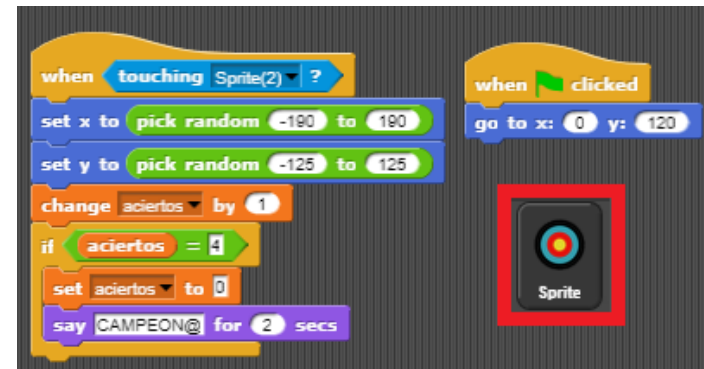 when touching Sprite(2) ?
set x to pick random -190 to 190
set y to pick random -125 to 125
change aciertos by 1
if aciertos = 4
set aciertos to 0
say CAMPEON@ for 2 secs
when clicked
go to x: 0 y: 120
Sprite